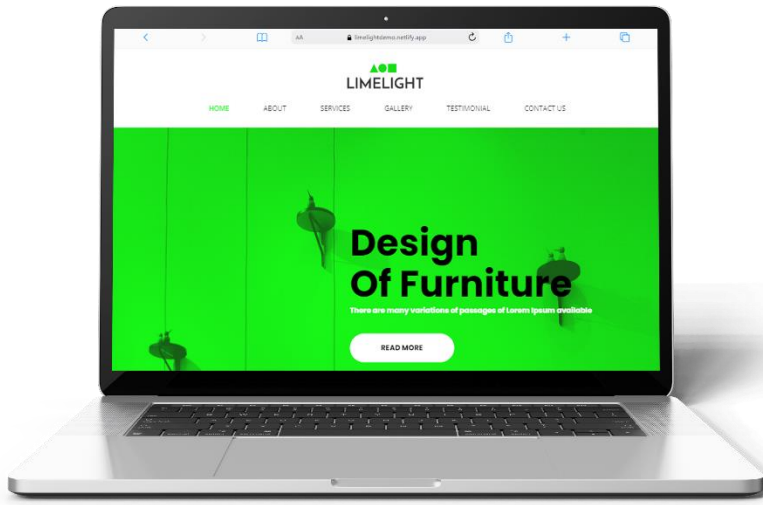 AA
limelightdemo.netlify.app
LIMELIGHT
HOME ABOUT SERVICES GALLERY TESTIMONIAL CONTACT US
Design
Of Furniture
There are many variations of passages of Lorem Ipsum available
READ MORE